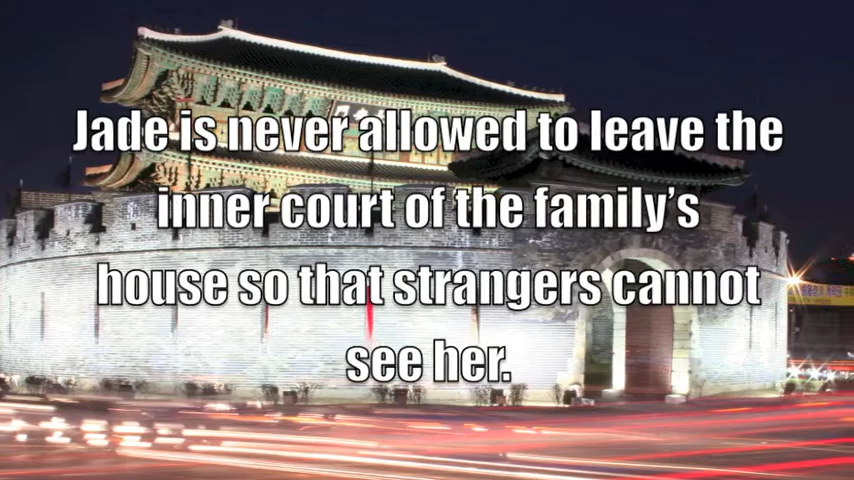 Jade is never allowed to leave the
inner court of the family’s
house so that strangers cannot
see her.